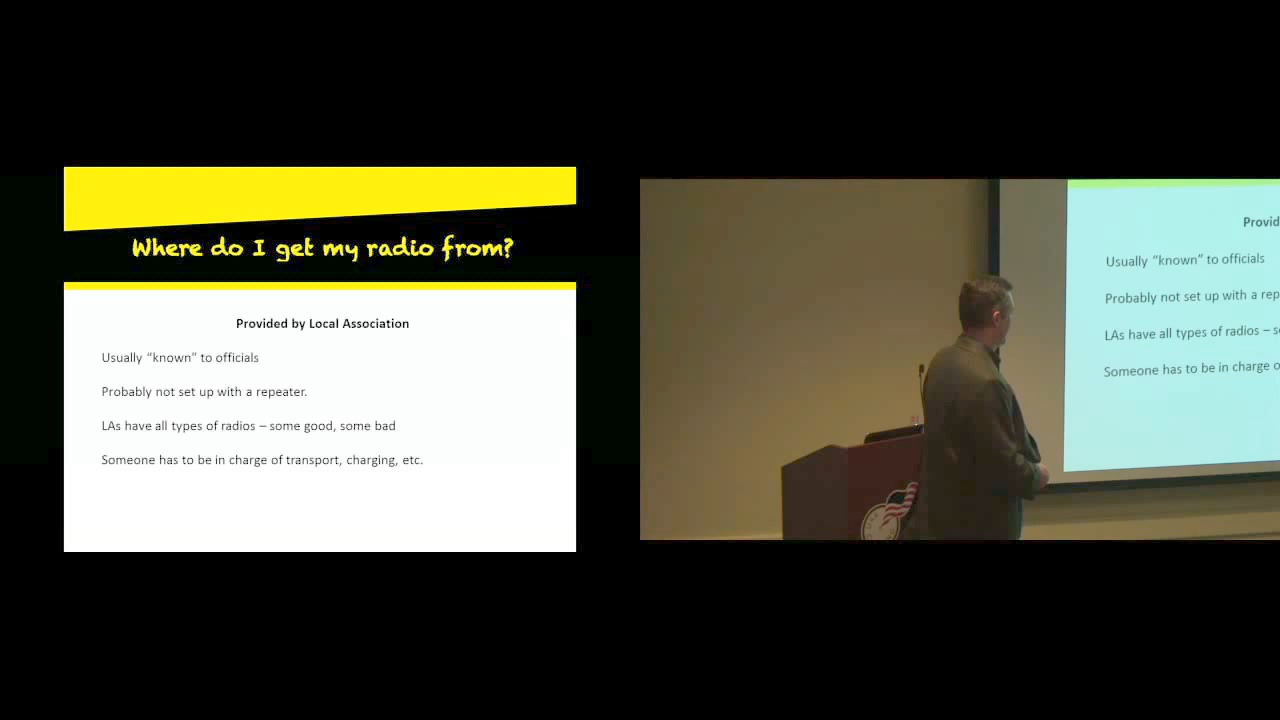 Where do I get my radio from?
Provided by Local Association
Usually “known” to officials
Probably not set up with a repeater.
LAs have all types of radios – some good, some bad
Someone has to be in charge of transport, charging, etc.
Provid
Usually “known” to officials
Probably not set up with a rep
LAs have all types of radios – s
Someone has to be in charge o